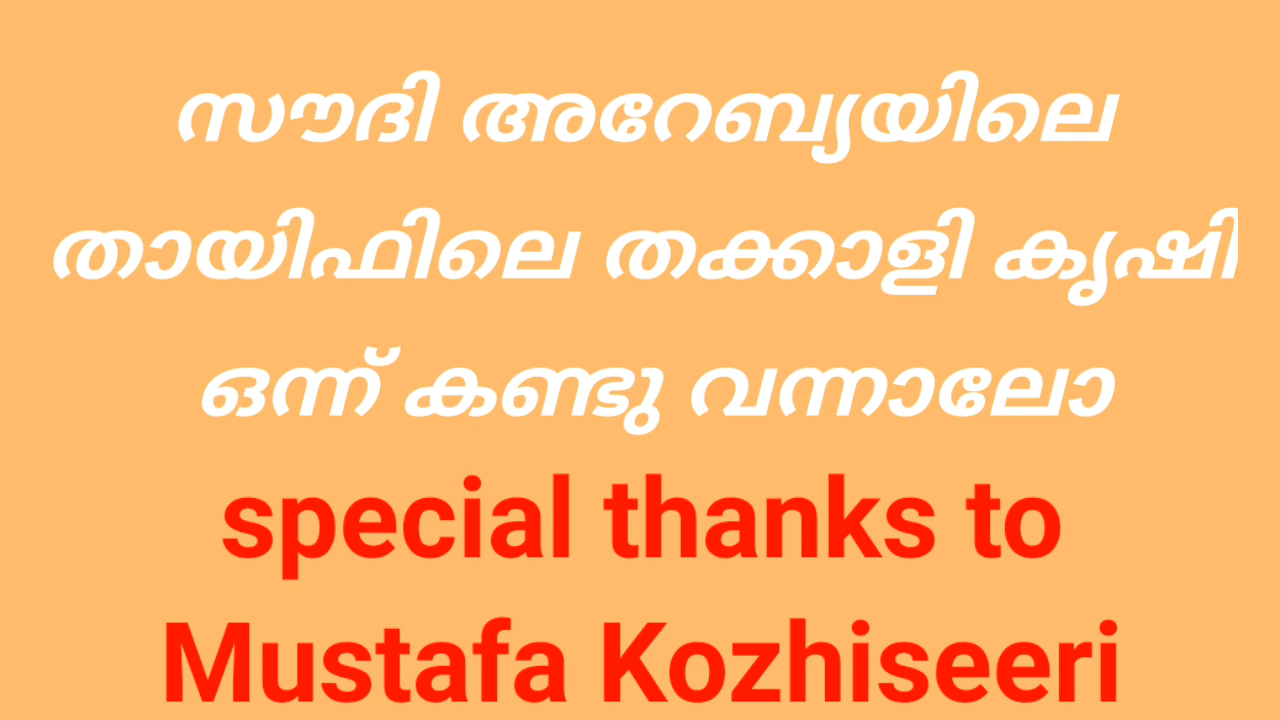 സൗദി അറേബ്യയിലെ
തായിഫിലെ തക്കാളി കൃഷി
ഒന്ന് കണ്ടു വന്നാലോ
special thanks to
Mustafa Kozhiseeri